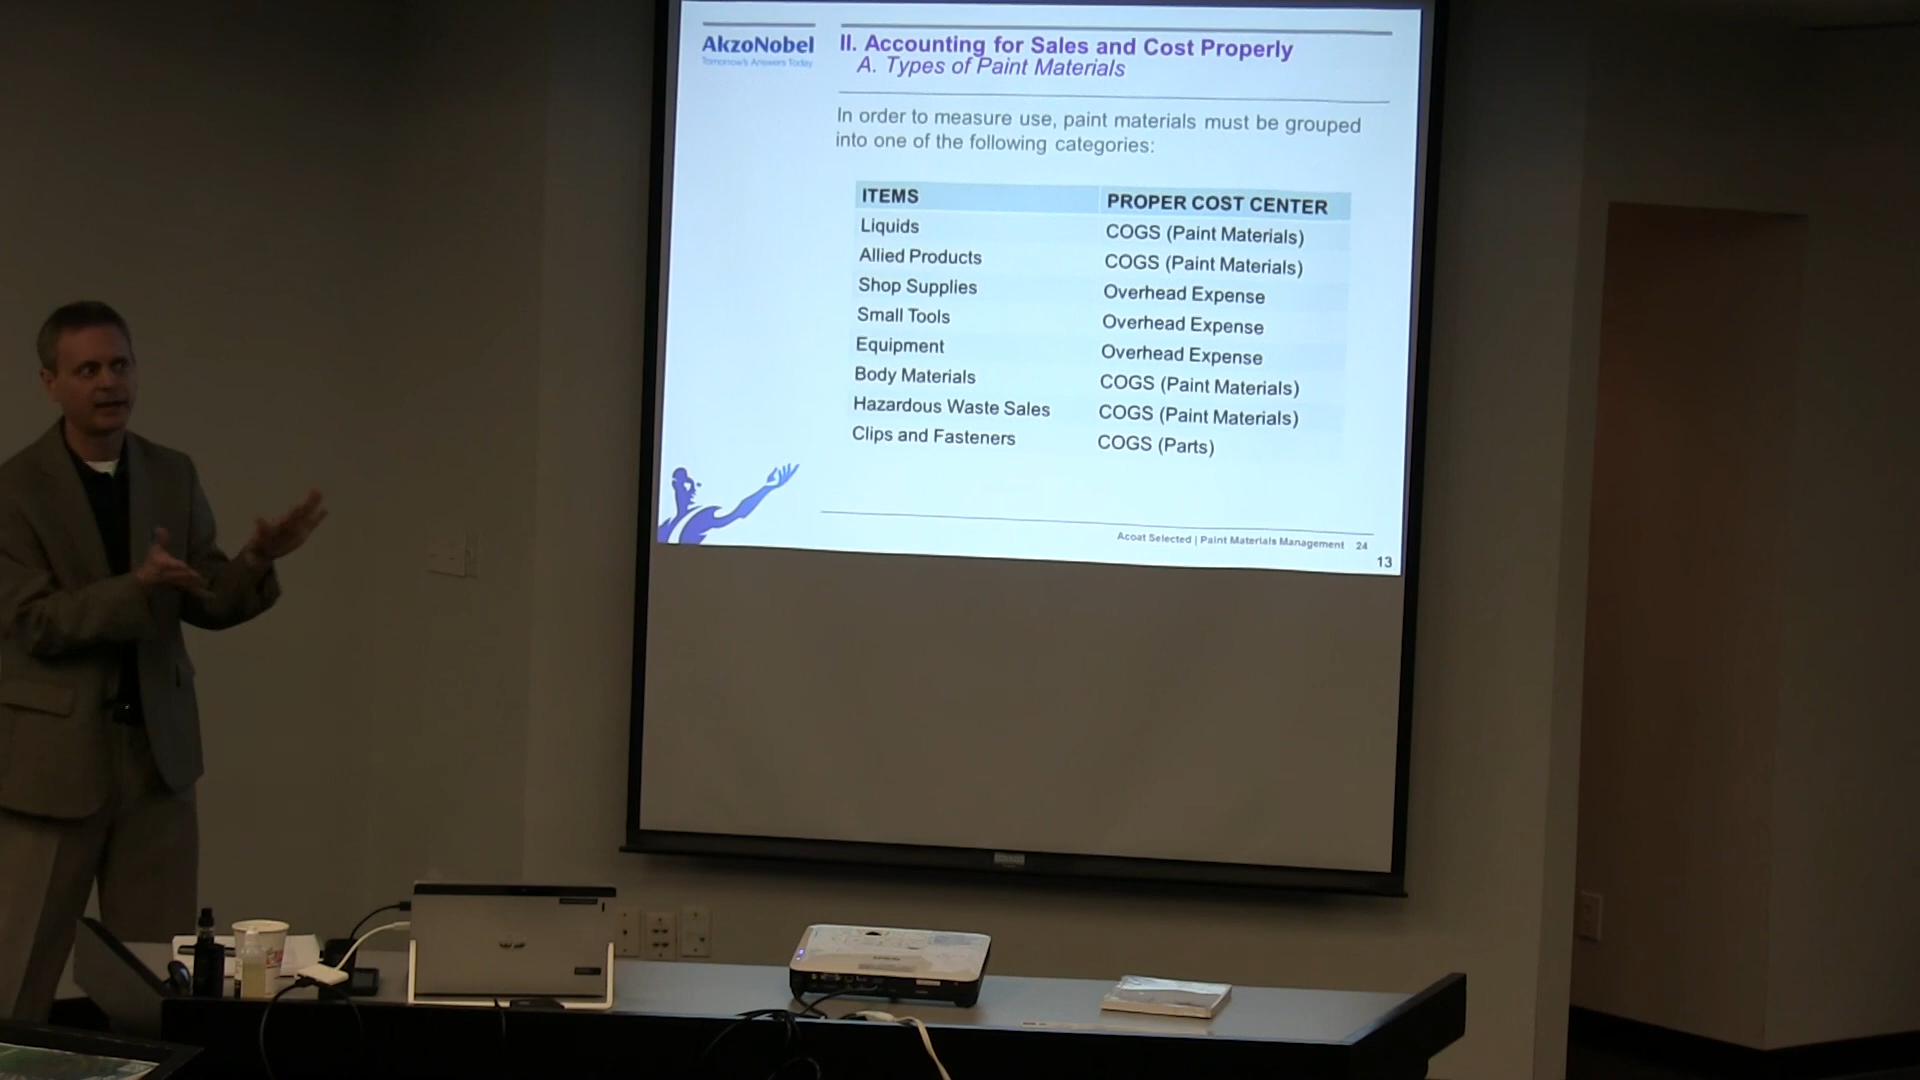 AkzoNobel
Tomorrow's Answers Today
II. Accounting for Sales and Cost Properly
A. Types of Paint Materials
In order to measure use, paint materials must be grouped
into one of the following categories:
ITEMS PROPER COST CENTER
Liquids COGS (Paint Materials)
Allied Products COGS (Paint Materials)
Shop Supplies Overhead Expense
Small Tools Overhead Expense
Equipment Overhead Expense
Body Materials COGS (Paint Materials)
Hazardous Waste Sales COGS (Paint Materials)
Clips and Fasteners COGS (Parts)
Acoat Selected | Paint Materials Management 24
13